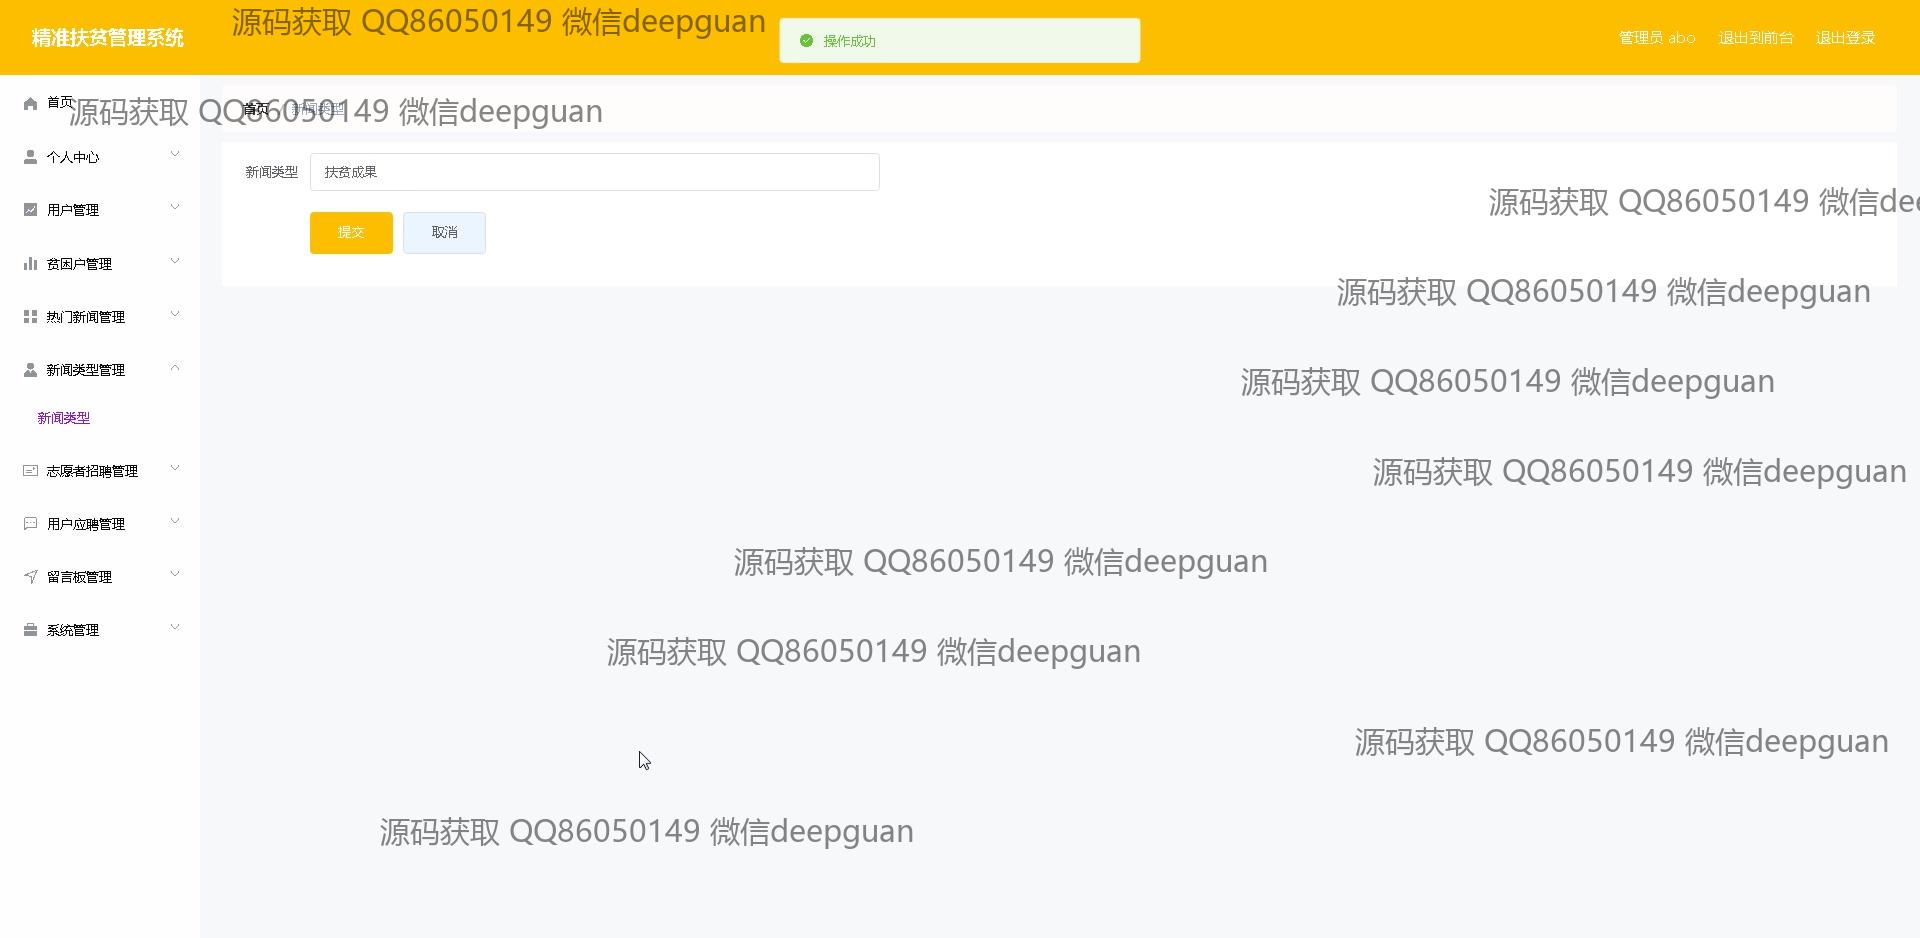 精准扶贫管理系统
源码获取 QQ86050149 微信deepguan
操作成功
管理员 abo
退出到前台
退出登录
首页
源码获取 QQ86050149 微信deepguan
首页 / 新闻类型
个人中心
新闻类型
扶贫成果
源码获取 QQ86050149 微信dee
用户管理
提交
取消
贫困户管理
源码获取 QQ86050149 微信deepguan
热门新闻管理
新闻类型管理
源码获取 QQ86050149 微信deepguan
新闻类型
志愿者招聘管理
源码获取 QQ86050149 微信deepguan
用户应聘管理
源码获取 QQ86050149 微信deepguan
留言板管理
系统管理
源码获取 QQ86050149 微信deepguan
源码获取 QQ86050149 微信deepguan
源码获取 QQ86050149 微信deepguan